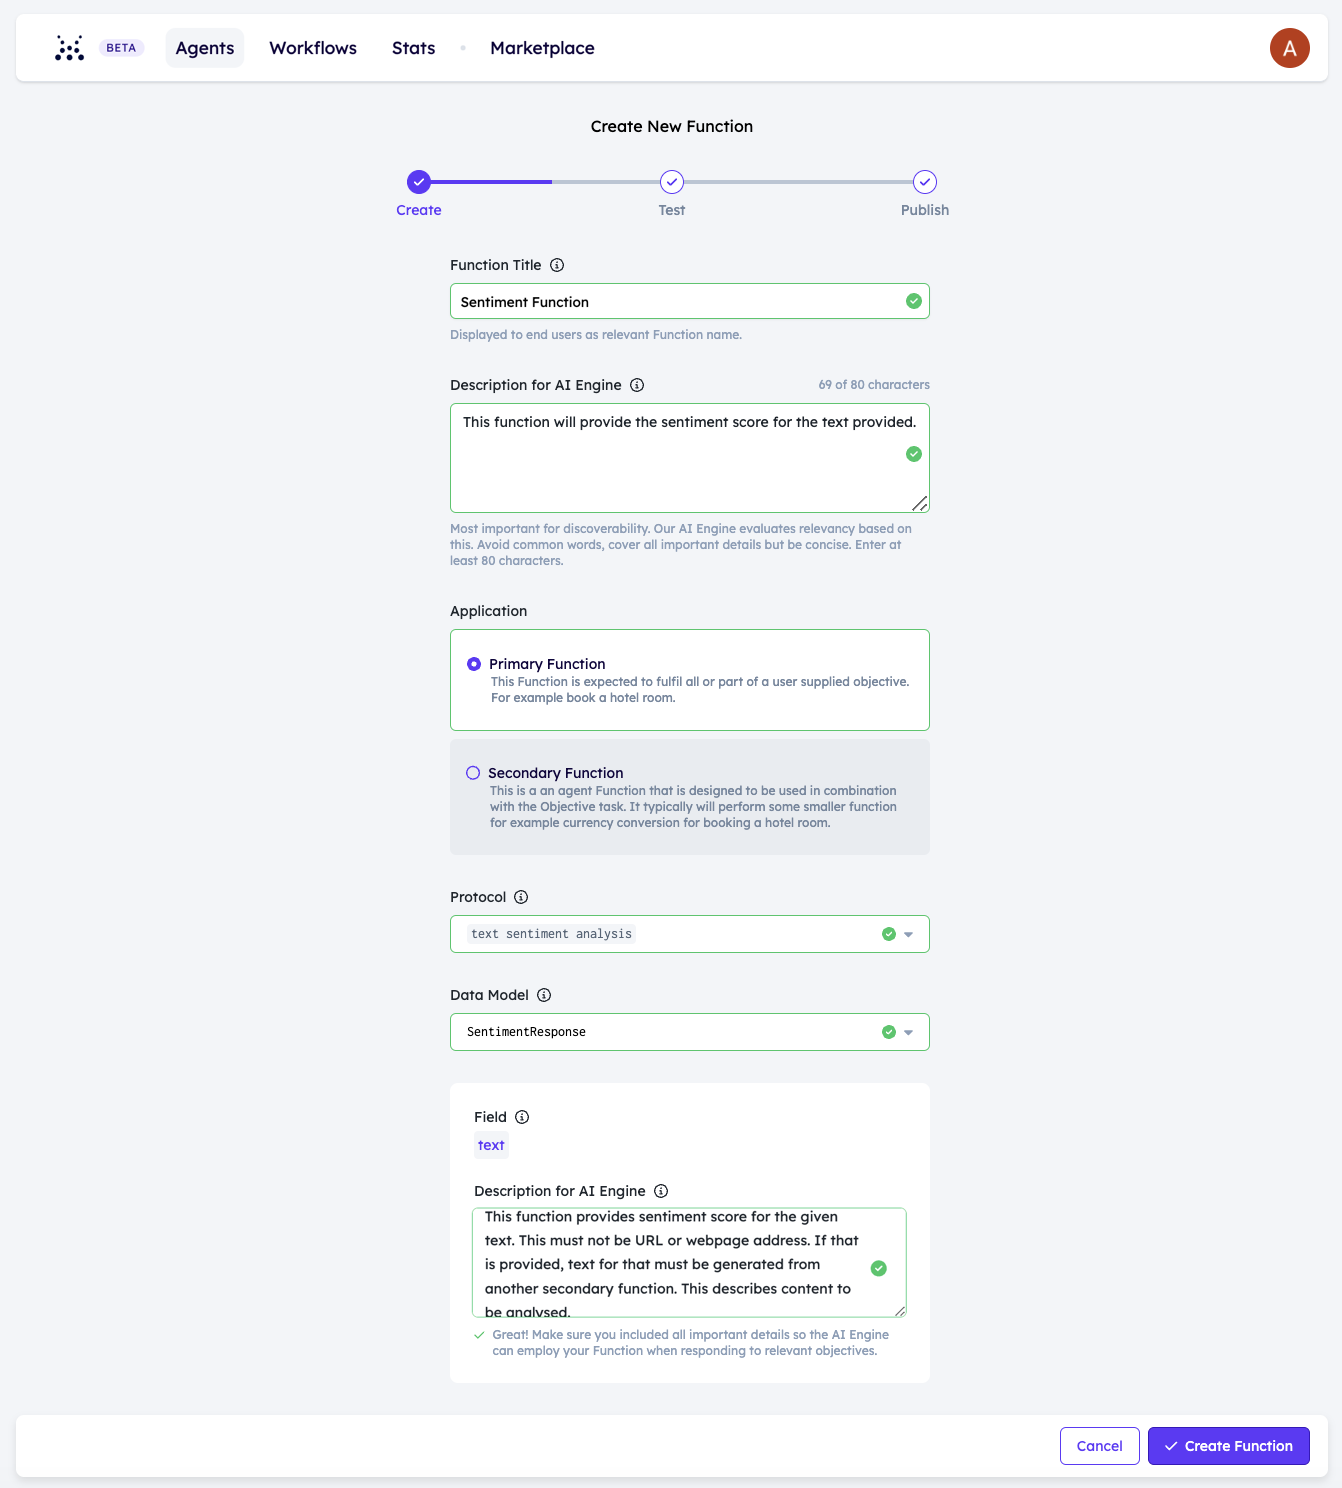 BETA
Agents
Workflows
Stats
Marketplace
A
Create New Function
Create
Test
Publish
Function Title
Sentiment Function
Displayed to end users as relevant Function name.
Description for AI Engine
69 of 80 characters
This function will provide the sentiment score for the text provided.
Most important for discoverability. Our AI Engine evaluates relevancy based on
this. Avoid common words, cover all important details but be concise. Enter at
least 80 characters.
Application
Primary Function
This Function is expected to fulfil all or part of a user supplied objective.
For example book a hotel room.
Secondary Function
This is a an agent Function that is designed to be used in combination
with the Objective task. It typically will perform some smaller function
for example currency conversion for booking a hotel room.
Protocol
text sentiment analysis
Data Model
SentimentResponse
Field
text
Description for AI Engine
This function provides sentiment score for the given
text. This must not be URL or webpage address. If that
is provided, text for that must be generated from
another secondary function. This describes content to
be analysed.
Great! Make sure you included all important details so the AI Engine
can employ your Function when responding to relevant objectives.
Cancel
Create Function